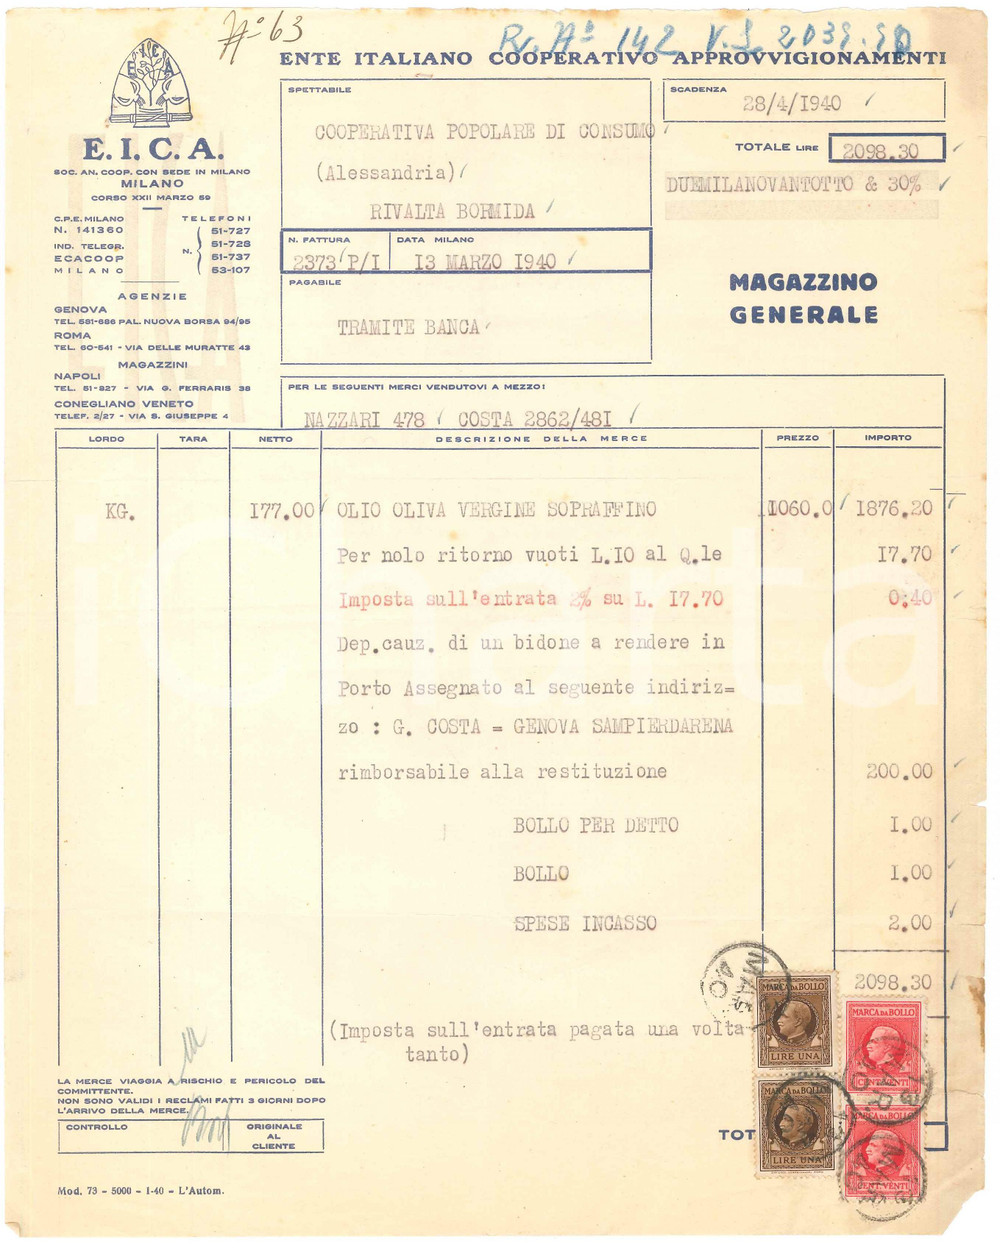 N° 63
R. N° 142 V. L 2039.90
ENTE ITALIANO COOPERATIVO APPROVVIGIONAMENTI
E.I.C.A.
SOC. AN. COOP. CON SEDE IN MILANO
MILANO
CORSO XXII MARZO 59
C.P.E. MILANO
N. 141360
IND. TELEGR.
ECACOOP
MILANO
TELEFONI
N.
51-727
51-728
51-737
53-107
AGENZIE
GENOVA
TEL. 581-686 PAL. NUOVA BORSA 94/95
ROMA
TEL. 60-541 - VIA DELLE MURATTE 43
MAGAZZINI
NAPOLI
TEL. 51-827 - VIA G. FERRARIS 38
CONEGLIANO VENETO
TELEF. 2/27 - VIA S. GIUSEPPE 4
SPETTABILE
COOPERATIVA POPOLARE DI CONSUMO
(Alessandria)
RIVALTA BORMIDA
SCADENZA
28/4/1940
TOTALE LIRE 2098.30
DUEMILANOVANTOTTO & 30%
N. FATTURA
2373 P/I
DATA MILANO
13 MARZO 1940
PAGABILE
TRAMITE BANCA
MAGAZZINO
GENERALE
PER LE SEGUENTI MERCI VENDUTOVI A MEZZO:
NAZZARI 478 COSTA 2862/48I
LORDO TARA NETTO DESCRIZIONE DELLA MERCE PREZZO IMPORTO
KG. 177.00 OLIO OLIVA VERGINE SOPRAFFINO 1060.0 1876.20
Per nolo ritorno vuoti L.10 al Q.le 17.70
Imposta sull'entrata 2% su L. 17.70 0.40
Dep.cauz. di un bidone a rendere in
Porto Assegnato al seguente indiriz=
zo : G. COSTA = GENOVA SAMPIERDARENA
rimborsabile alla restituzione 200.00
BOLLO PER DETTO 1.00
BOLLO 1.00
SPESE INCASSO 2.00
2098.30
(Imposta sull'entrata pagata una volta
tanto)
MARCA DA BOLLO
LIRE UNA
MARCA DA BOLLO
CENT. VENTI
MARCA DA BOLLO
LIRE UNA
MARCA DA BOLLO
CENT. VENTI
LA MERCE VIAGGIA A RISCHIO E PERICOLO DEL
COMMITTENTE.
NON SONO VALIDI I RECLAMI FATTI 3 GIORNI DOPO
L'ARRIVO DELLA MERCE.
CONTROLLO
ORIGINALE
AL
CLIENTE
TOT
Mod. 73 - 5000 - 1-40 - L'Autom.